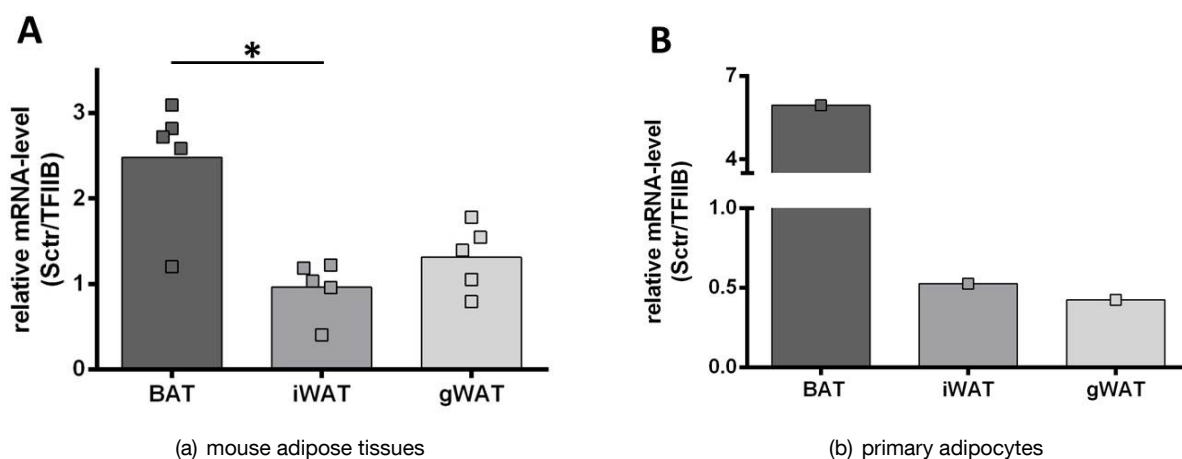 A
*
relative mRNA-level
(Sctr/TFIIB)
3
2
1
0
BAT iWAT gWAT
(a) mouse adipose tissues
B
relative mRNA-level
(Sctr/TFIIB)
7
4
1.0
0.5
0.0
BAT iWAT gWAT
(b) primary adipocytes